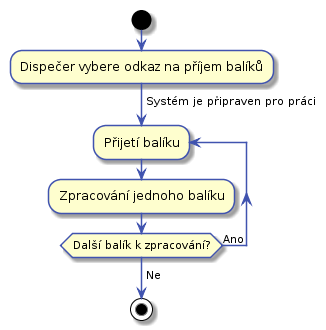 Dispečer vybere odkaz na příjem balíků
Systém je připraven pro práci
Přijetí balíku
Zpracování jednoho balíku
Další balík k zpracování?
Ano
Ne